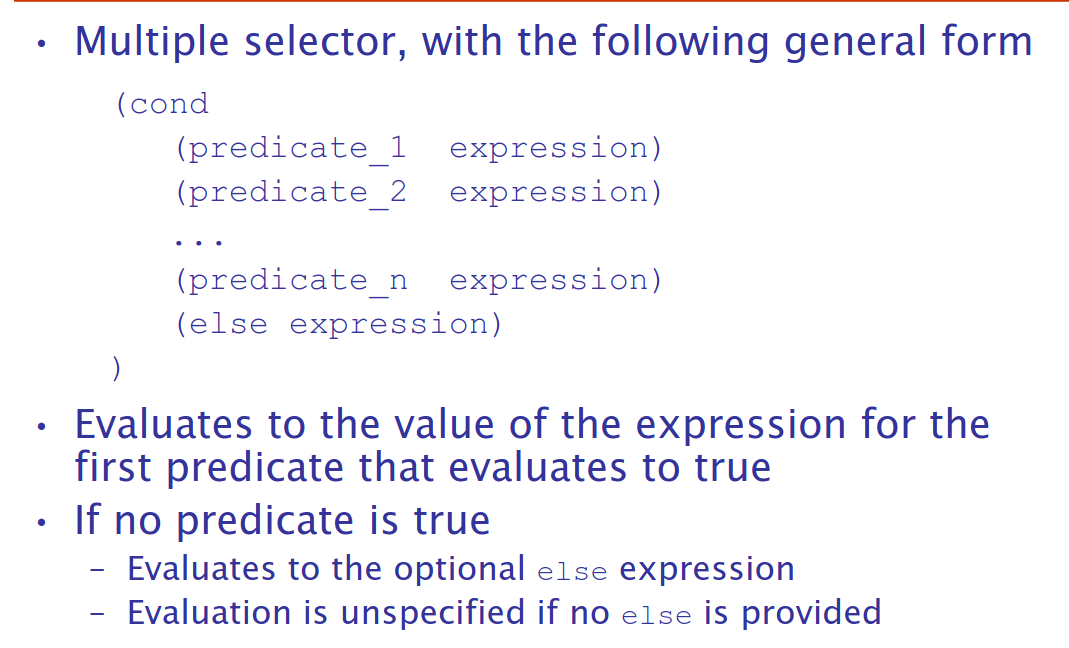 • Multiple selector, with the following general form
(cond
(predicate_1 expression)
(predicate_2 expression)
...
(predicate_n expression)
(else expression)
)
• Evaluates to the value of the expression for the
first predicate that evaluates to true
• If no predicate is true
– Evaluates to the optional else expression
– Evaluation is unspecified if no else is provided